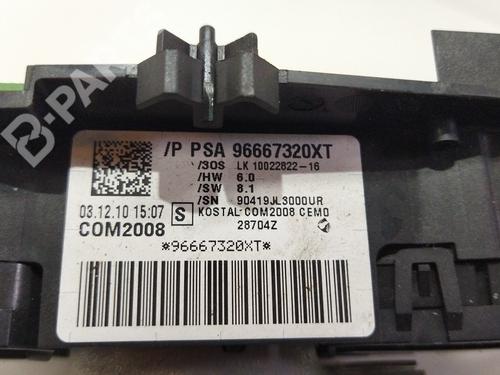 B-PARTS
/P PSA 96667320XT
/3OS LK 10022822-16
/HW 6.0
/SW 8.1
/SN 90419JL3000UR
03.12.10 15:07 S KOSTAL COM2008 CEMO
COM2008 28704Z
*96667320XT*